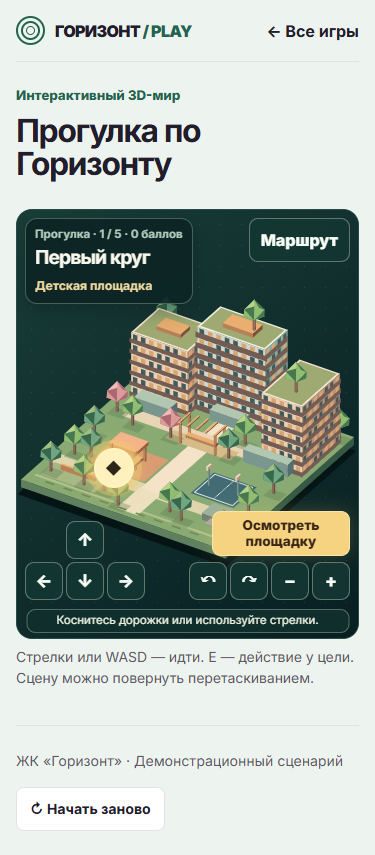 ГОРИЗОНТ / PLAY
← Все игры
Интерактивный 3D-мир
Прогулка по
Горизонту
Прогулка · 1 / 5 · 0 баллов
Первый круг
Детская площадка
Маршрут
Осмотреть
площадку
↑
← ↓ → ↶ ↷ − +
Коснитесь дорожки или используйте стрелки.
Стрелки или WASD — идти. E — действие у цели.
Сцену можно повернуть перетаскиванием.
ЖК «Горизонт» · Демонстрационный сценарий
↻ Начать заново